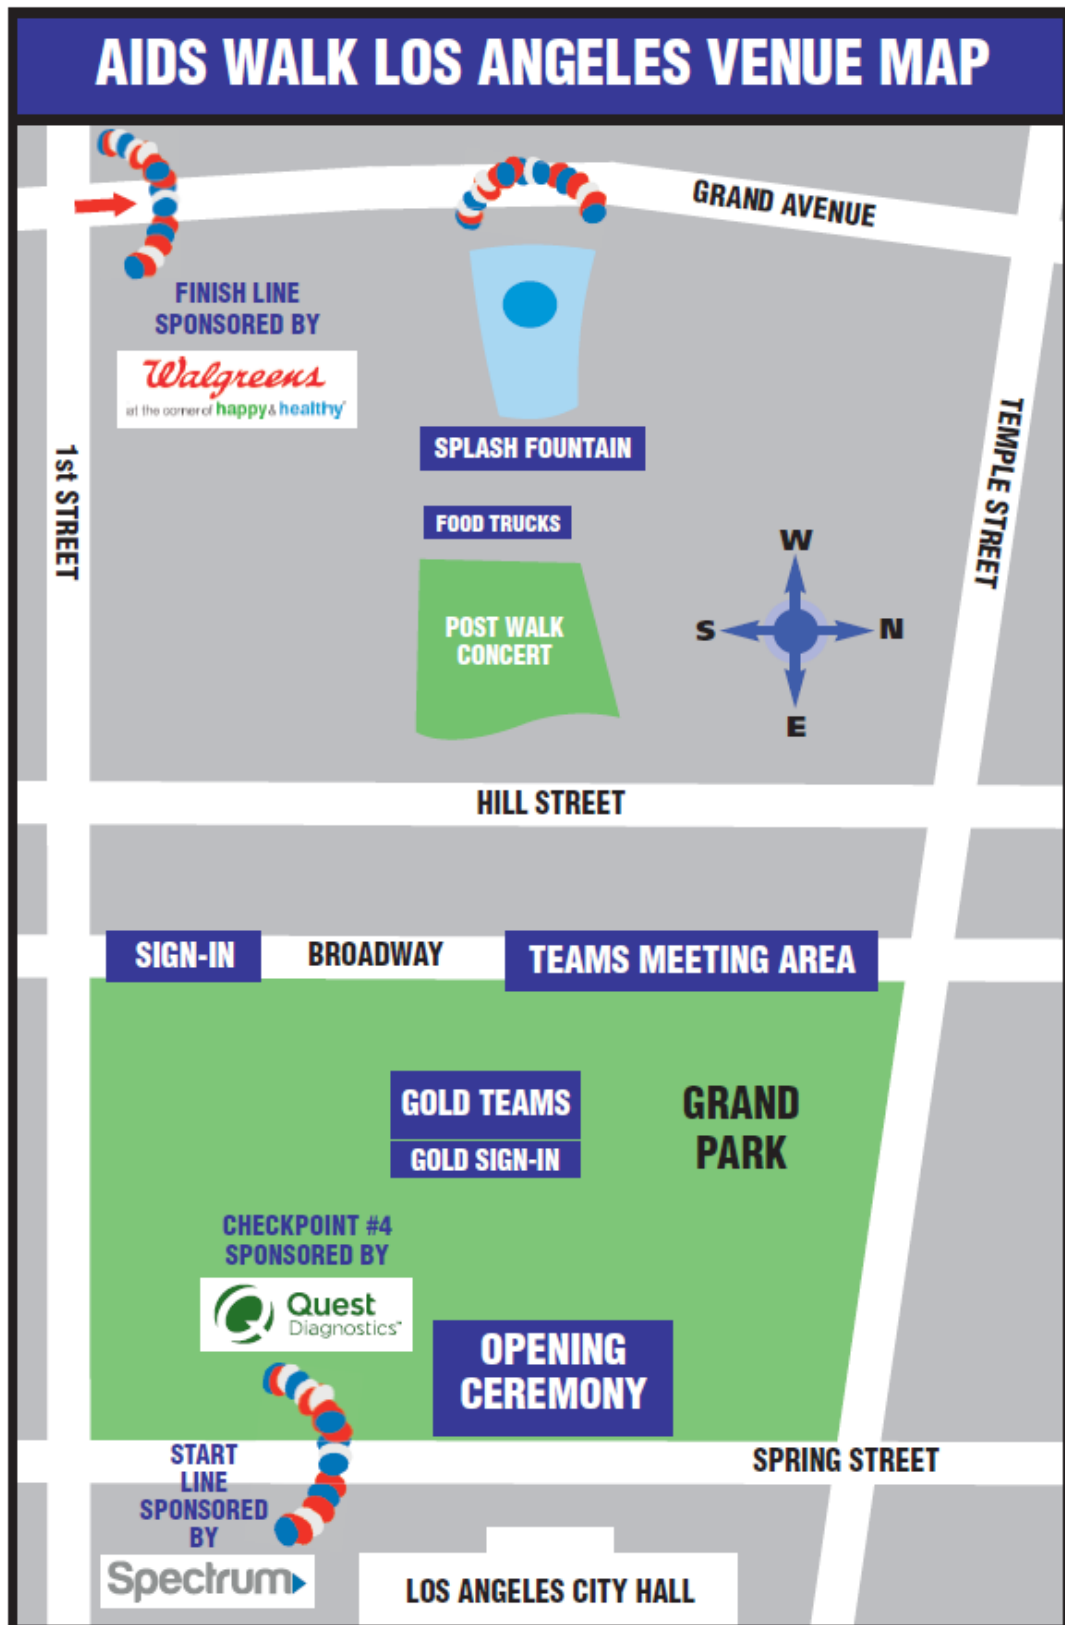 AIDS WALK LOS ANGELES VENUE MAP
GRAND AVENUE
FINISH LINE
SPONSORED BY
Walgreens
at the corner of happy & healthy
SPLASH FOUNTAIN
1st STREET
TEMPLE STREET
FOOD TRUCKS
W
S
N
E
POST WALK
CONCERT
HILL STREET
SIGN-IN
BROADWAY
TEAMS MEETING AREA
GOLD TEAMS
GOLD SIGN-IN
GRAND
PARK
CHECKPOINT #4
SPONSORED BY
Quest
Diagnostics™
OPENING
CEREMONY
START
LINE
SPONSORED
BY
Spectrum
SPRING STREET
LOS ANGELES CITY HALL